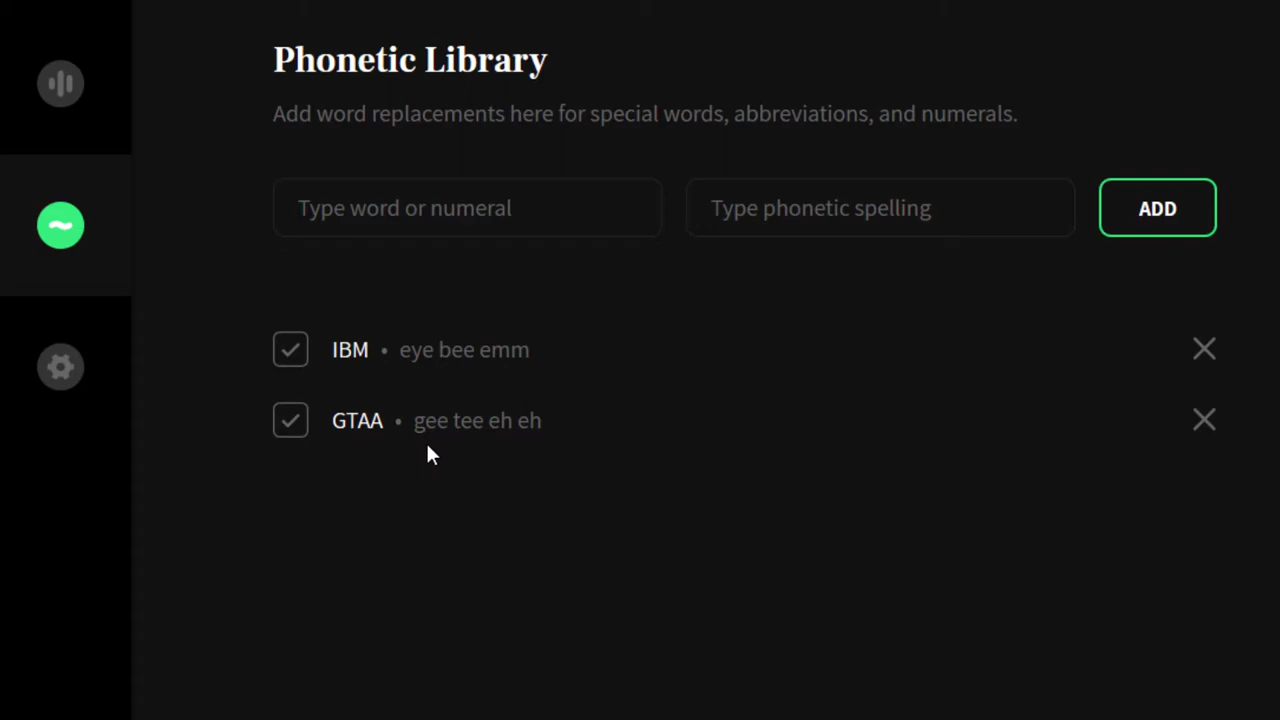 Phonetic Library
Add word replacements here for special words, abbreviations, and numerals.
Type word or numeral
Type phonetic spelling
ADD
IBM • eye bee emm
GTAA • gee tee eh eh